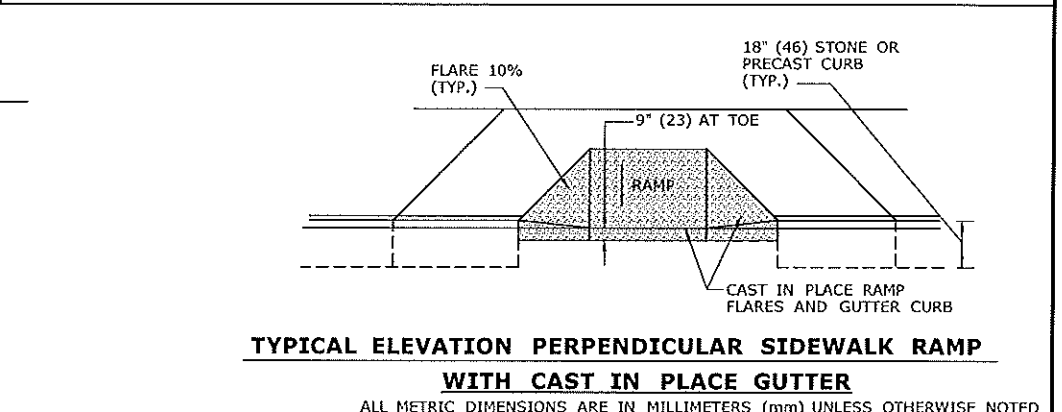 18" (46) STONE OR
PRECAST CURB
(TYP.)
FLARE 10%
(TYP.)
9" (23) AT TOE
RAMP
CAST IN PLACE RAMP
FLARES AND GUTTER CURB
TYPICAL ELEVATION PERPENDICULAR SIDEWALK RAMP
WITH CAST IN PLACE GUTTER
ALL METRIC DIMENSIONS ARE IN MILLIMETERS (mm) UNLESS OTHERWISE NOTED